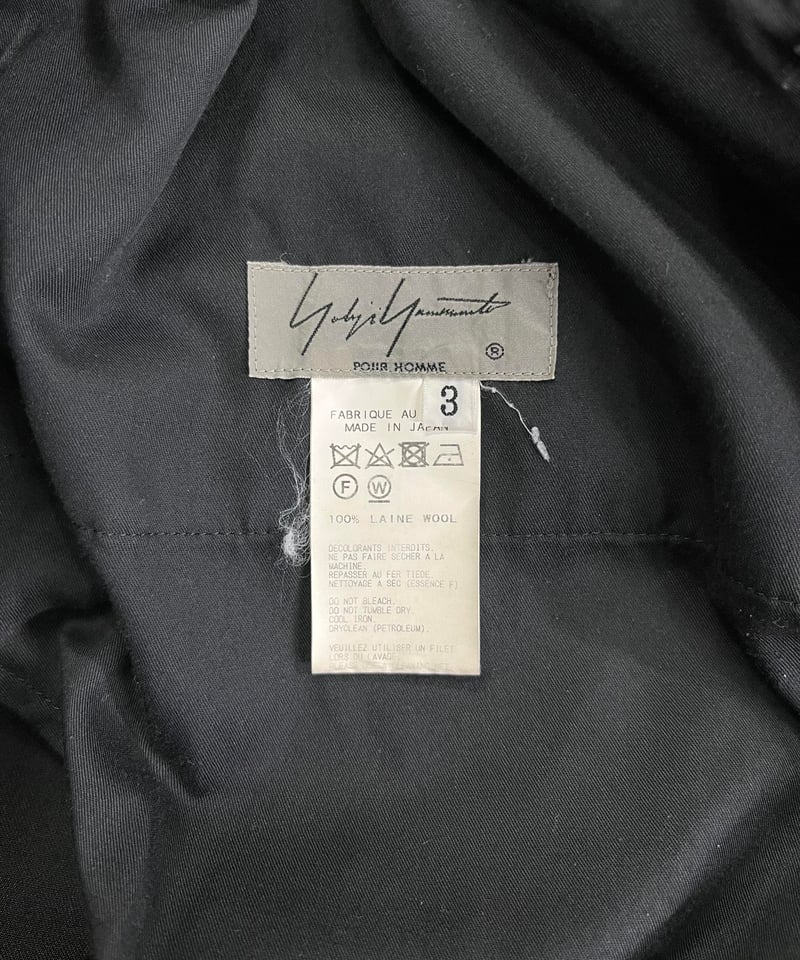 Yohji Yamamoto
®
POUR HOMME
3
FABRIQUE AU
MADE IN JAPAN
F W
100% LAINE WOOL
DECOLORANTS INTERDITS.
NE PAS FAIRE SECHER A LA
MACHINE.
REPASSER AU FER TIEDE.
NETTOYAGE A SEC (ESSENCE F)
DO NOT BLEACH.
DO NOT TUMBLE DRY.
COOL IRON.
DRYCLEAN (PETROLEUM).
VEUILLEZ UTILISER UN FILET
LORS DU LAVAGE.